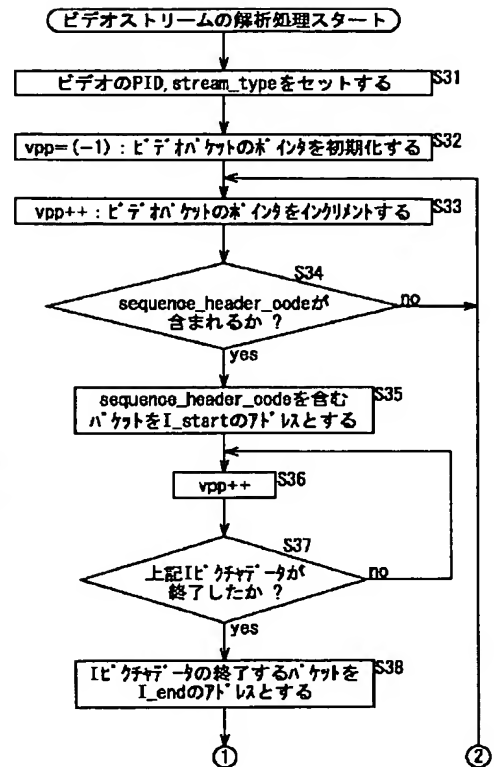 ビデオストリームの解析処理スタート
S31
ビデオのPID,stream_typeをセットする
S32
vpp=(-1):ビデオパケットのポインタを初期化する
S33
vpp++:ビデオパケットのポインタをインクリメントする
S34
sequence_header_codeが
含まれるか?
no
yes
S35
sequence_header_codeを含む
パケットをI_startのアドレスとする
S36
vpp++
S37
上記Iピクチャデータが
終了したか?
no
yes
S38
Iピクチャデータの終了するパケットを
I_endのアドレスとする
①
②